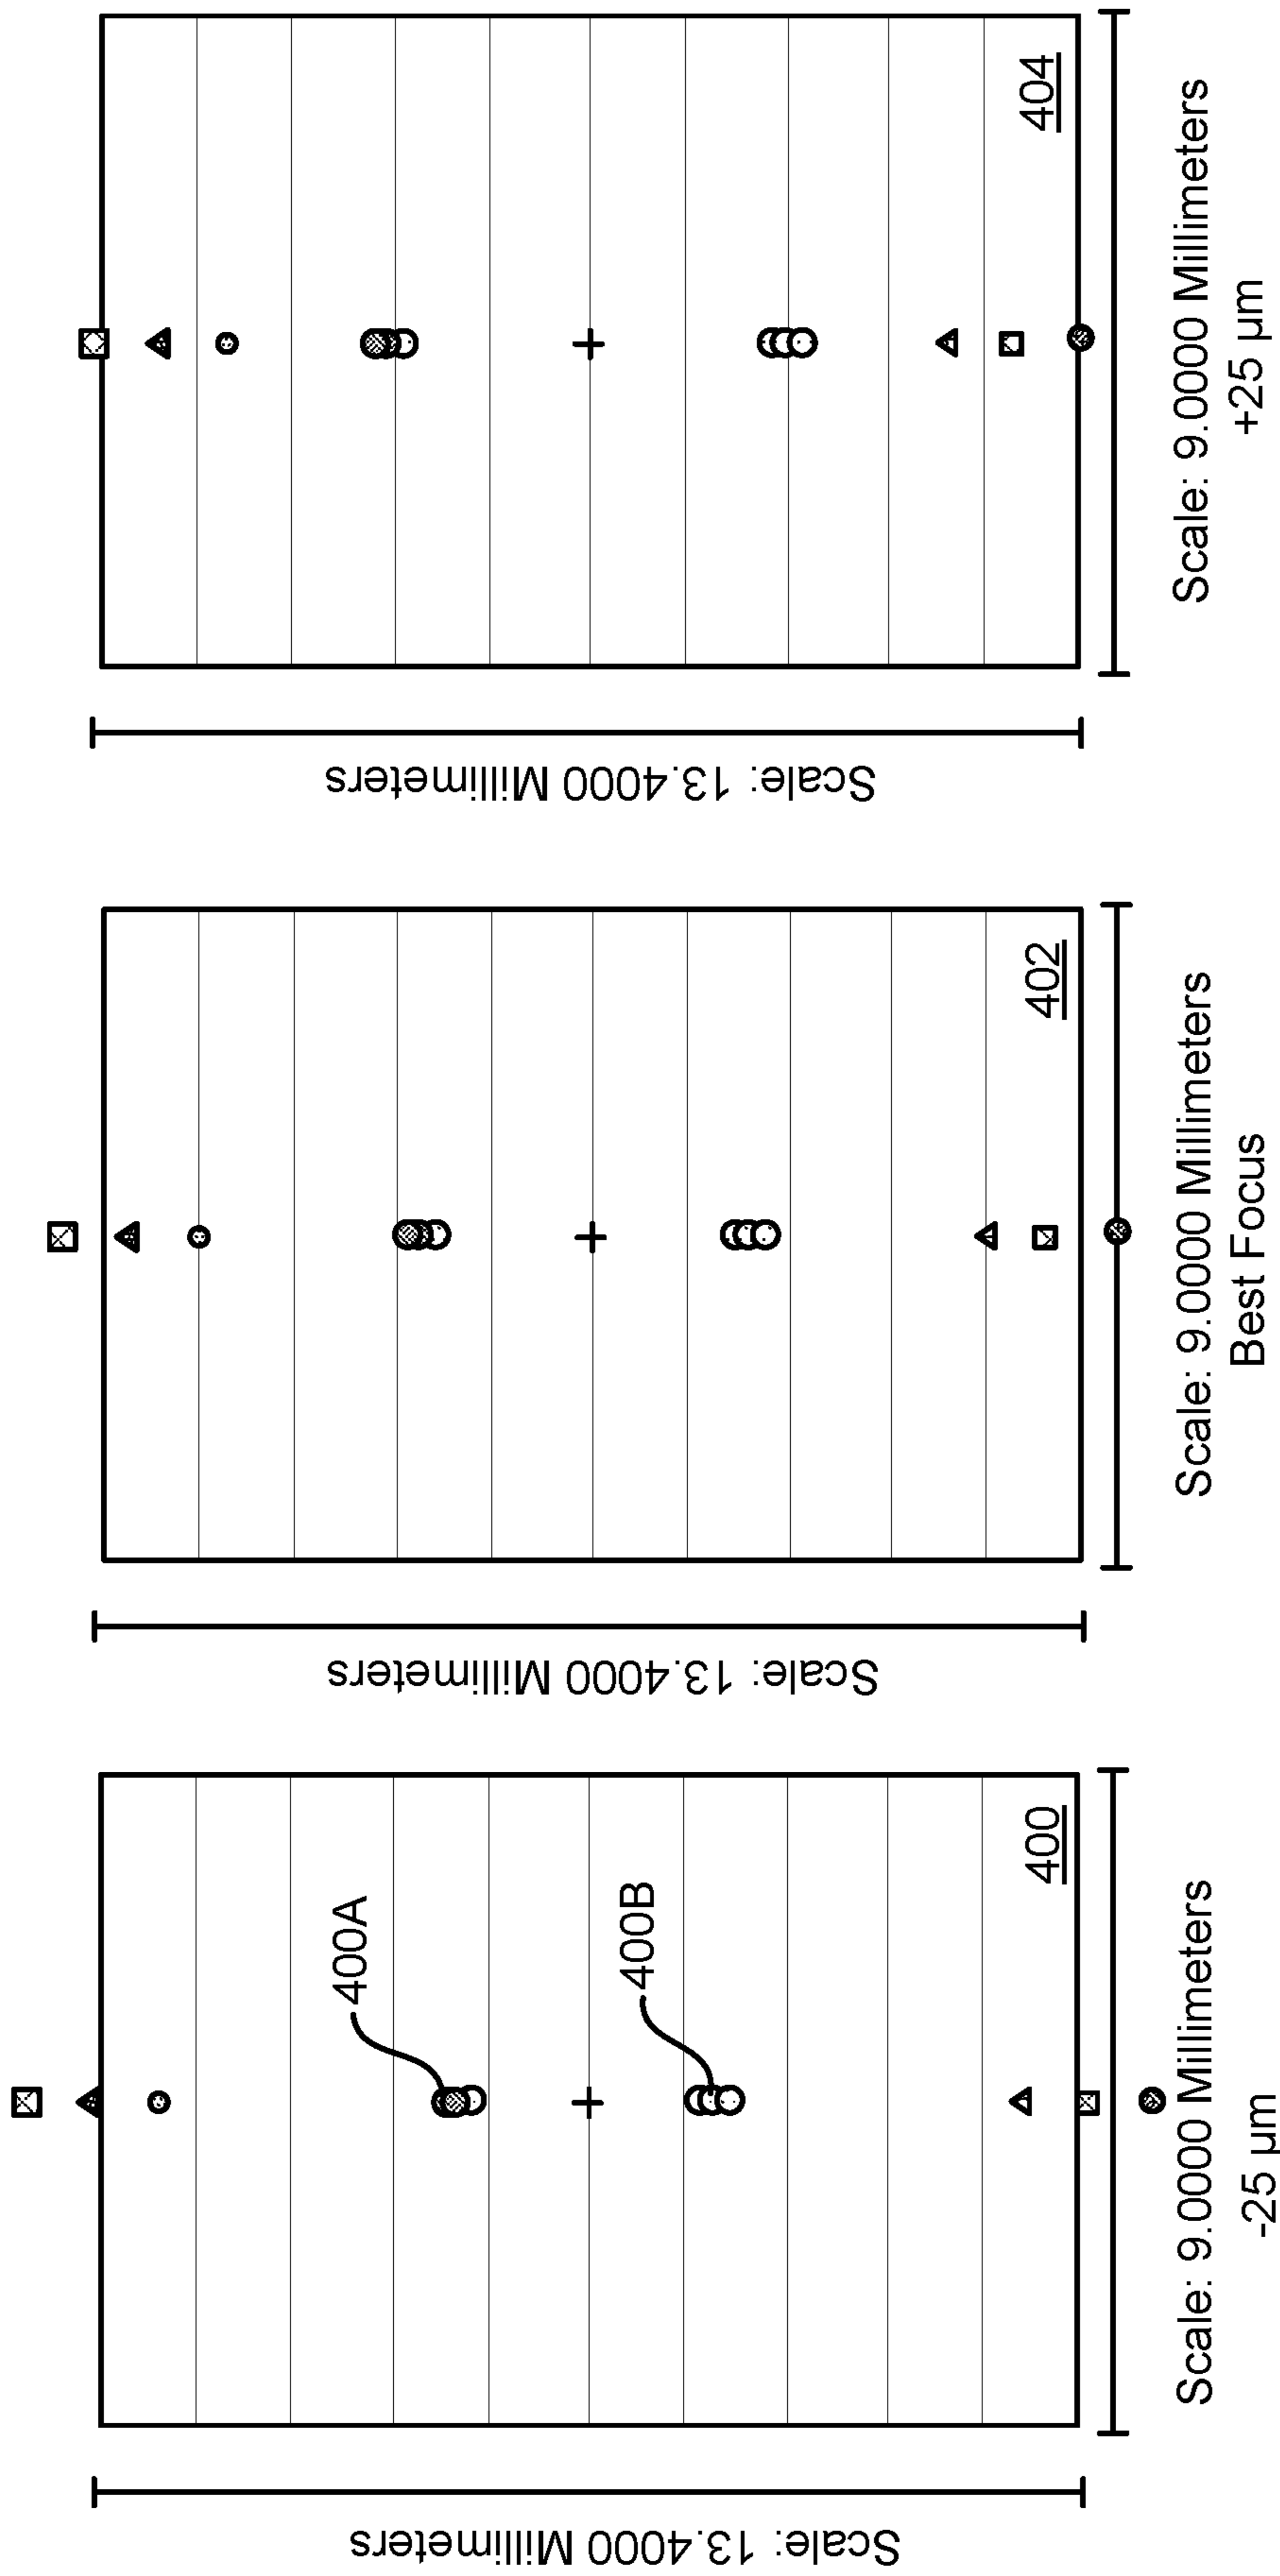 Scale: 13.4000 Millimeters
400A
400B
400
Scale: 9.0000 Millimeters
-25 µm
Scale: 13.4000 Millimeters
402
Scale: 9.0000 Millimeters
Best Focus
Scale: 13.4000 Millimeters
404
Scale: 9.0000 Millimeters
+25 µm